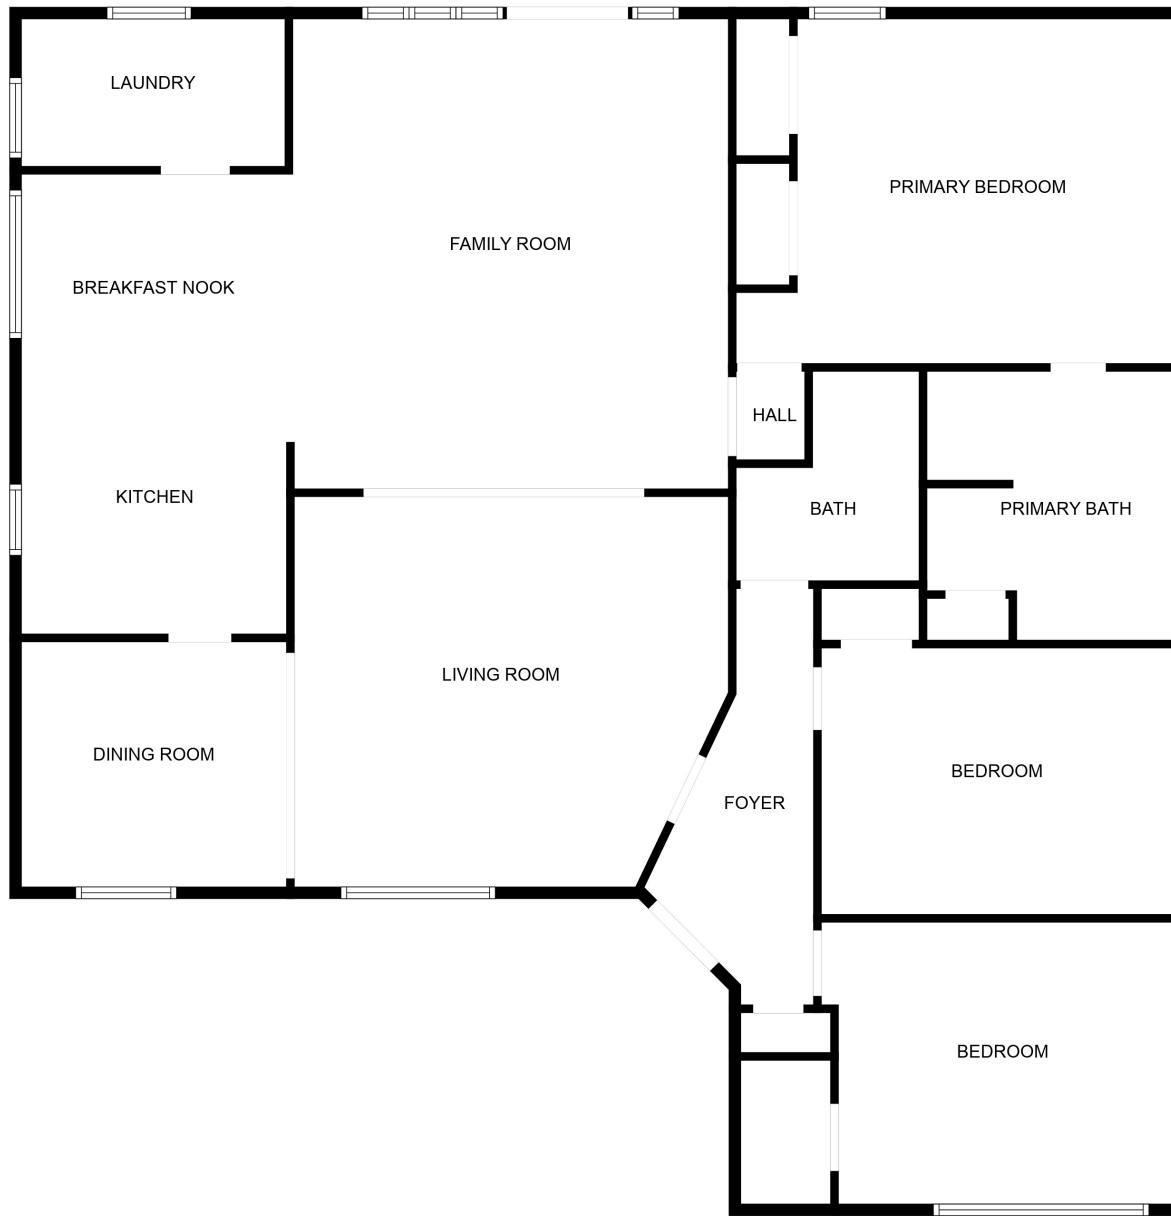 LAUNDRY
PRIMARY BEDROOM
FAMILY ROOM
BREAKFAST NOOK
HALL
KITCHEN
BATH
PRIMARY BATH
LIVING ROOM
DINING ROOM
BEDROOM
FOYER
BEDROOM